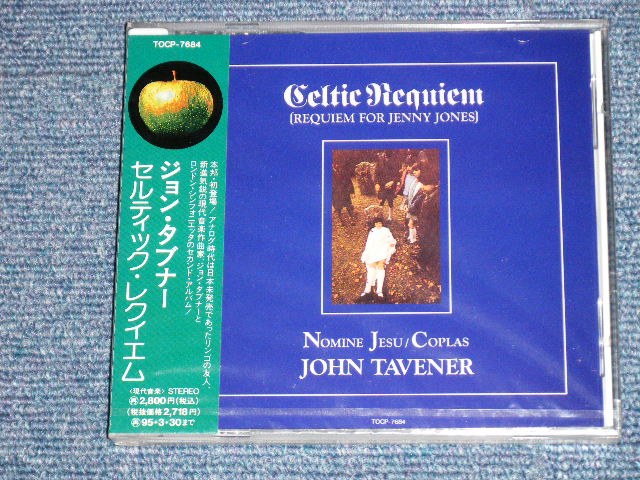 TOCP-7684
本邦・初登場!アナログ時代は日本未発売であったリンゴの友人、
新進気鋭の現代音楽作曲家、ジョン・タブナーと
ロンドン・シンフォニエッタのセカンド・アルバム!
ジョン・タブナー
セルティック・レクイエム
〈現代音楽〉 STEREO
2,800円(税込)
(税抜価格2,718円)
95・3・30まで
Celtic Requiem
(REQUIEM FOR JENNY JONES)
NOMINE JESU / COPLAS
JOHN TAVENER
TOCP-7684